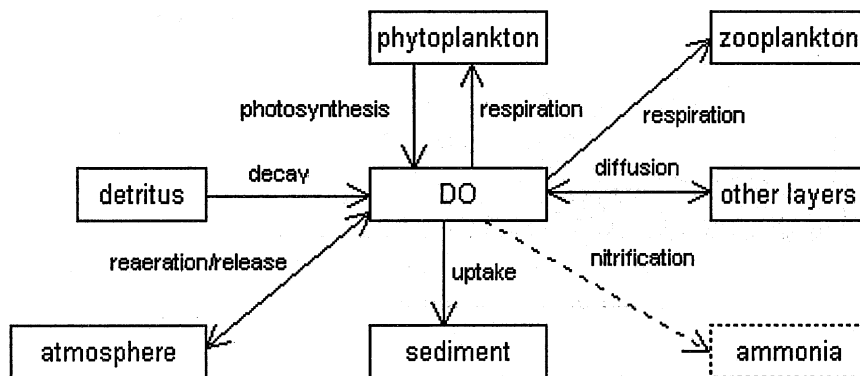 phytoplankton
zooplankton
photosynthesis
respiration
respiration
decay
diffusion
detritus
DO
other layers
reaeration/release
uptake
nitrification
atmosphere
sediment
ammonia